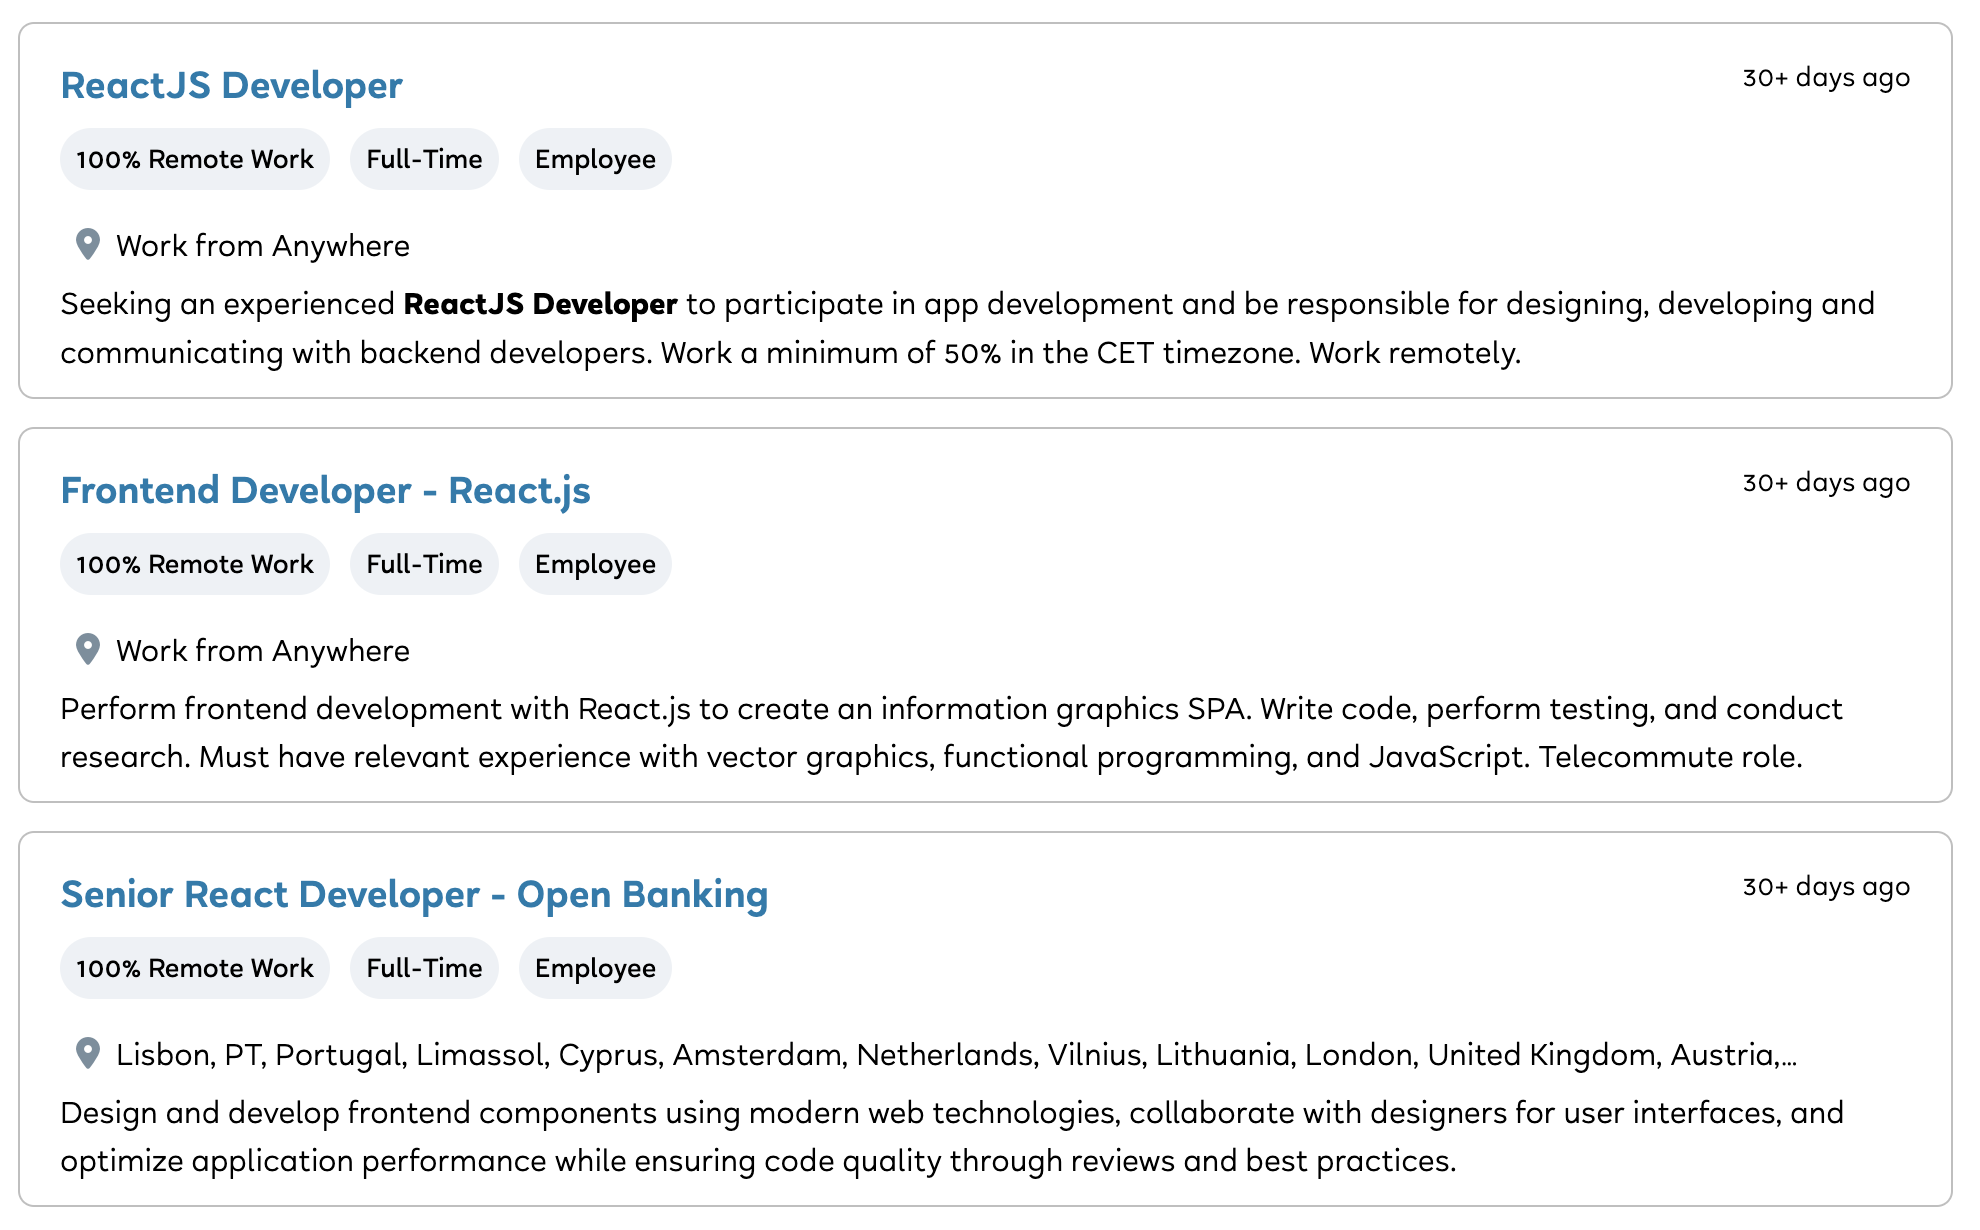 ReactJS Developer
30+ days ago
100% Remote Work Full-Time Employee
Work from Anywhere
Seeking an experienced ReactJS Developer to participate in app development and be responsible for designing, developing and
communicating with backend developers. Work a minimum of 50% in the CET timezone. Work remotely.
Frontend Developer - React.js
30+ days ago
100% Remote Work Full-Time Employee
Work from Anywhere
Perform frontend development with React.js to create an information graphics SPA. Write code, perform testing, and conduct
research. Must have relevant experience with vector graphics, functional programming, and JavaScript. Telecommute role.
Senior React Developer - Open Banking
30+ days ago
100% Remote Work Full-Time Employee
Lisbon, PT, Portugal, Limassol, Cyprus, Amsterdam, Netherlands, Vilnius, Lithuania, London, United Kingdom, Austria,...
Design and develop frontend components using modern web technologies, collaborate with designers for user interfaces, and
optimize application performance while ensuring code quality through reviews and best practices.